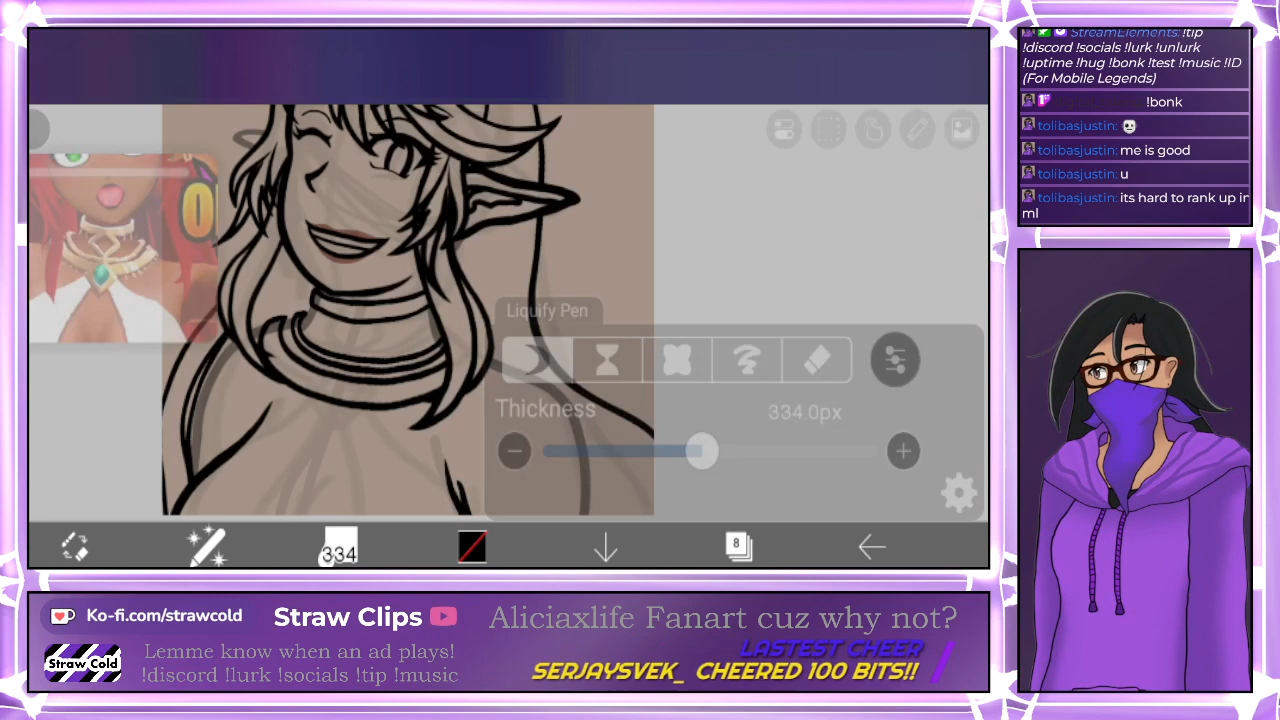 StreamElements: !tip
!discord !socials !lurk !unlurk
!uptime !hug !bonk !test !music !ID
(For Mobile Legends)
!bonk
tolibasjustin:
tolibasjustin: me is good
tolibasjustin: u
tolibasjustin: its hard to rank up in
ml
Liquify Pen
Thickness
334.0px
334
8
Ko-fi.com/strawcold
Straw Clips
Aliciaxlife Fanart cuz why not?
Straw Cold
Lemme know when an ad plays!
!discord !lurk !socials !tip !music
LASTEST CHEER
SERJAYSVEK_ CHEERED 100 BITS!!